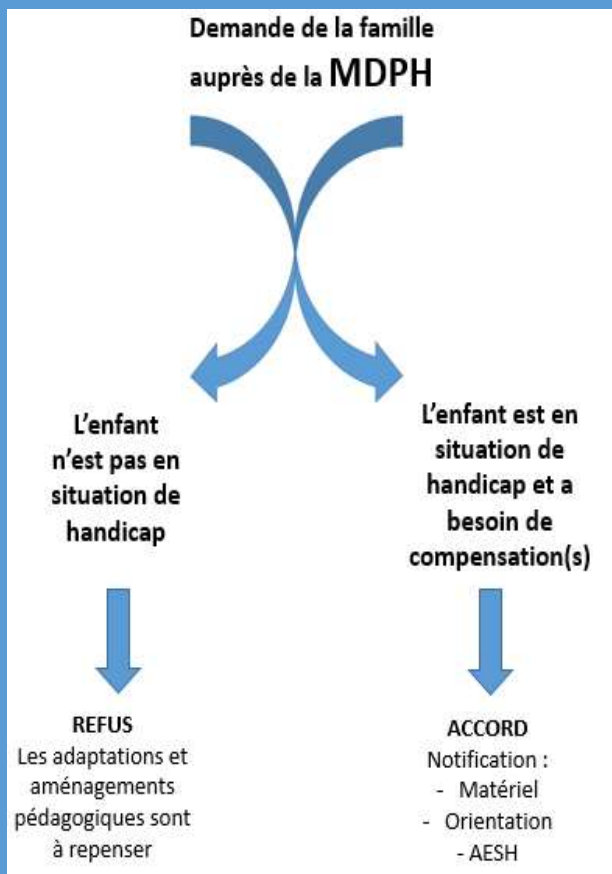 Demande de la famille
auprès de la MDPH
L'enfant
n'est pas en
situation de
handicap
L'enfant est en
situation de
handicap et a
besoin de
compensation(s)
REFUS
Les adaptations et
aménagements
pédagogiques sont
à repenser
ACCORD
Notification :
- Matériel
- Orientation
- AESH